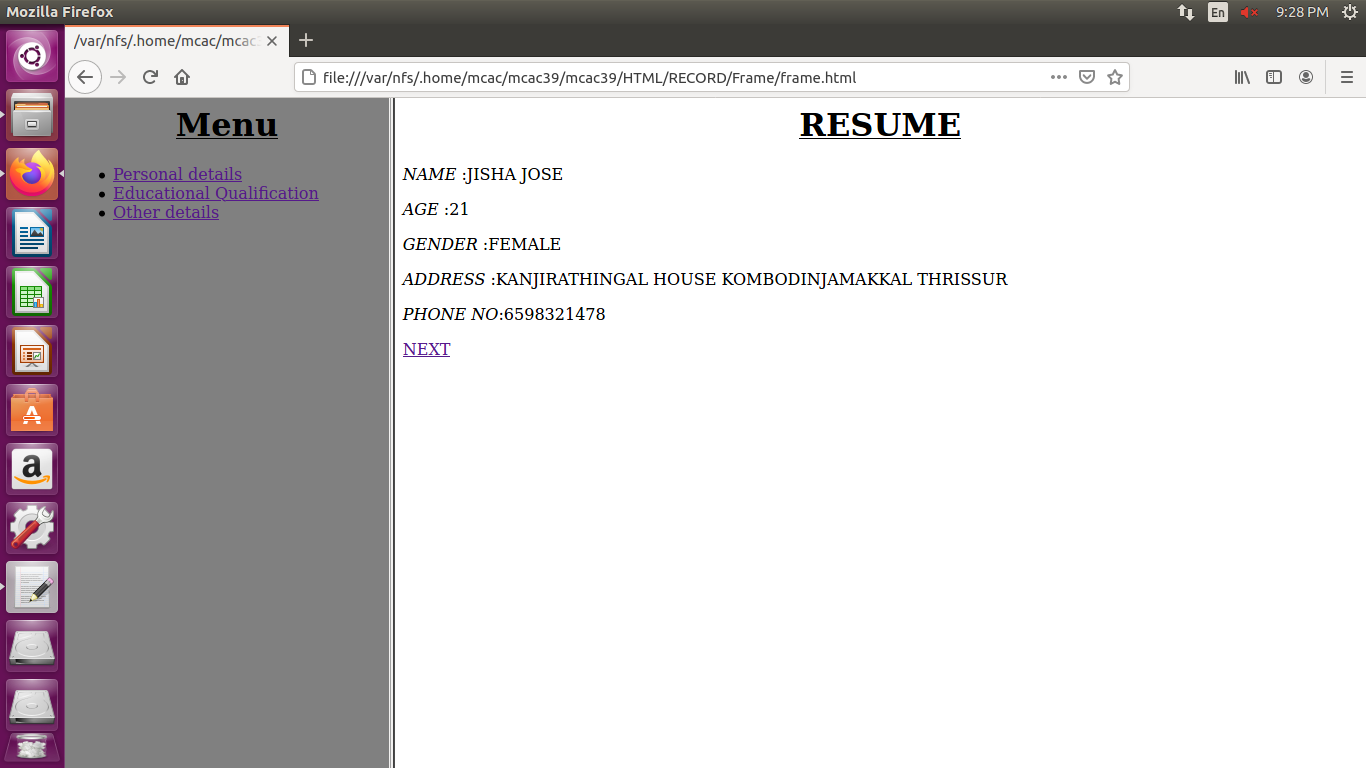 Mozilla Firefox
En
9:28 PM
/var/nfs/.home/mcac/mcac
file:///var/nfs/.home/mcac/mcac39/mcac39/HTML/RECORD/Frame/frame.html
Menu
Personal details
Educational Qualification
Other details
RESUME
NAME :JISHA JOSE
AGE :21
GENDER :FEMALE
ADDRESS :KANJIRATHINGAL HOUSE KOMBODINJAMAKKAL THRISSUR
PHONE NO:6598321478
NEXT